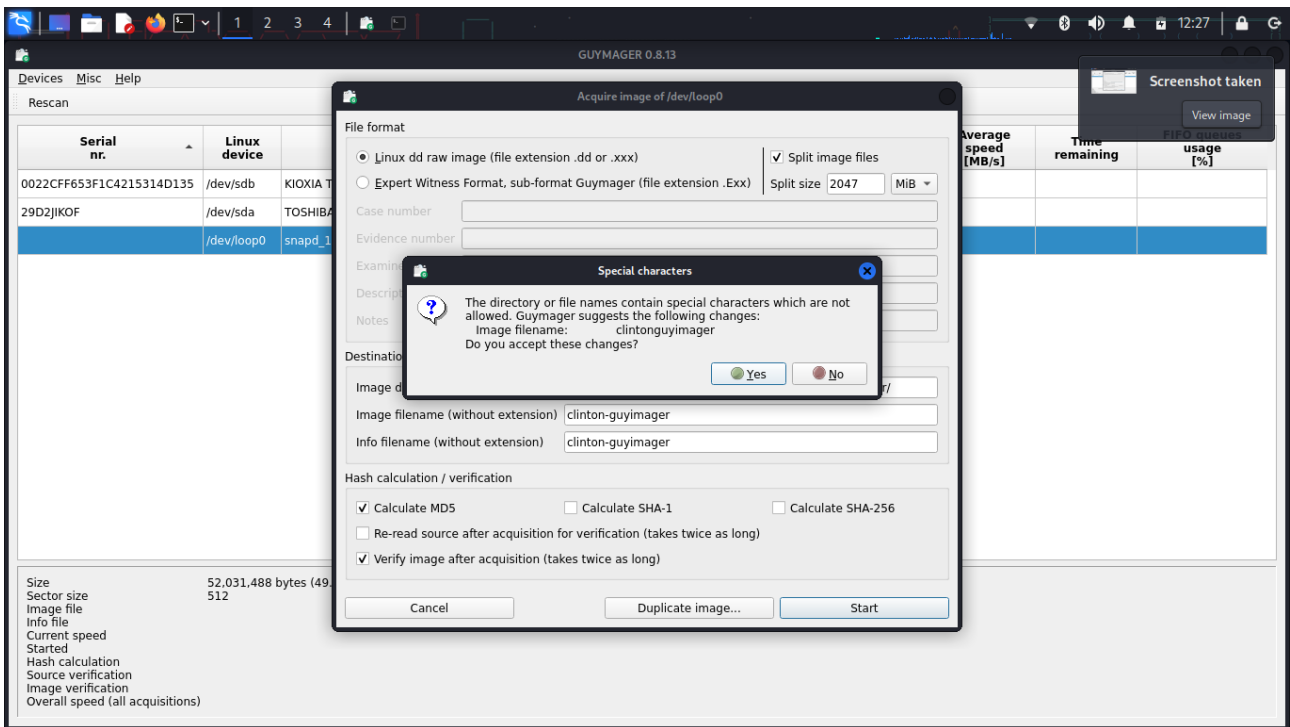 1 2 3 4
12:27
GUYMAGER 0.8.13
Devices Misc Help
Rescan
Screenshot taken
View image
Serial nr.
Linux device
Average speed [MB/s]
Time remaining
FIFO queues usage [%]
0022CFF653F1C4215314D135 /dev/sdb KIOXIA T
29D2JIKOF /dev/sda TOSHIBA
/dev/loop0 snapd_1
Acquire image of /dev/loop0
File format
Linux dd raw image (file extension .dd or .xxx)
Split image files
Expert Witness Format, sub-format Guymager (file extension .Exx)
Split size 2047 MiB
Case number
Evidence number
Examine
Descript
Notes
Special characters
The directory or file names contain special characters which are not
allowed. Guymager suggests the following changes:
Image filename: clintonguyimager
Do you accept these changes?
Yes No
Destinatio
Image d r/
Image filename (without extension) clinton-guyimager
Info filename (without extension) clinton-guyimager
Hash calculation / verification
Calculate MD5 Calculate SHA-1 Calculate SHA-256
Re-read source after acquisition for verification (takes twice as long)
Verify image after acquisition (takes twice as long)
Cancel Duplicate image... Start
Size 52,031,488 bytes (49.
Sector size 512
Image file
Info file
Current speed
Started
Hash calculation
Source verification
Image verification
Overall speed (all acquisitions)